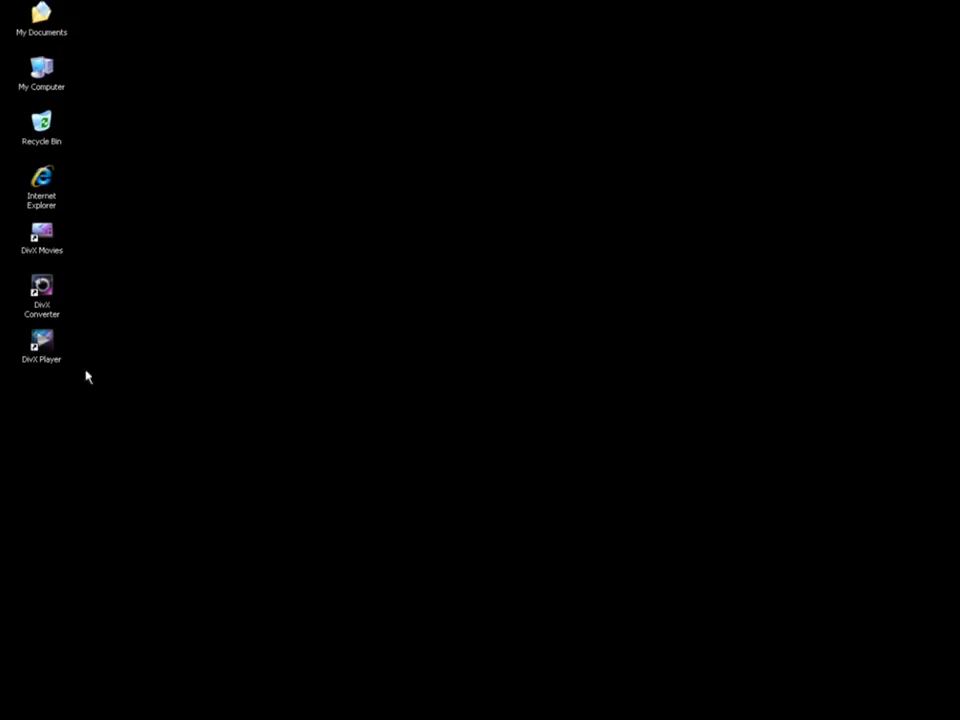 My Documents
My Computer
Recycle Bin
Internet
Explorer
DivX Movies
DivX
Converter
DivX Player